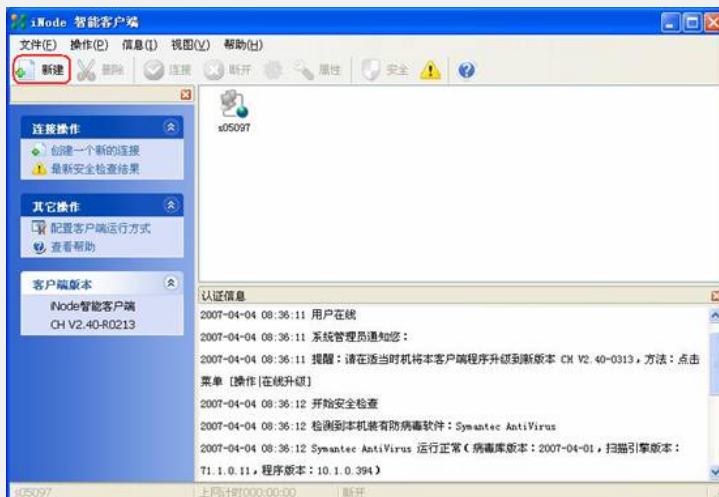 iNode 智能客户端
文件(F) 操作(P) 信息(I) 视图(V) 帮助(H)
新建 删除 连接 断开 属性 安全
连接操作
创建一个新的连接
最新安全检查结果
其它操作
配置客户端运行方式
查看帮助
客户端版本
iNode智能客户端
CH V2.40-R0213
s05097
认证信息
2007-04-04 08:36:11 用户在线
2007-04-04 08:36:11 系统管理员通知您：
2007-04-04 08:36:11 提醒：请在适当时机将本客户端程序升级到新版本 CH V2.40-0313，方法：点击
菜单 [操作|在线升级]
2007-04-04 08:36:12 开始安全检查
2007-04-04 08:36:12 检测到本机装有防病毒软件：Symantec AntiVirus
2007-04-04 08:36:12 Symantec AntiVirus 运行正常（病毒库版本：2007-04-01，扫描引擎版本：
71.1.0.11，程序版本：10.1.0.394）
s05097 上网计时000:00:00 断开